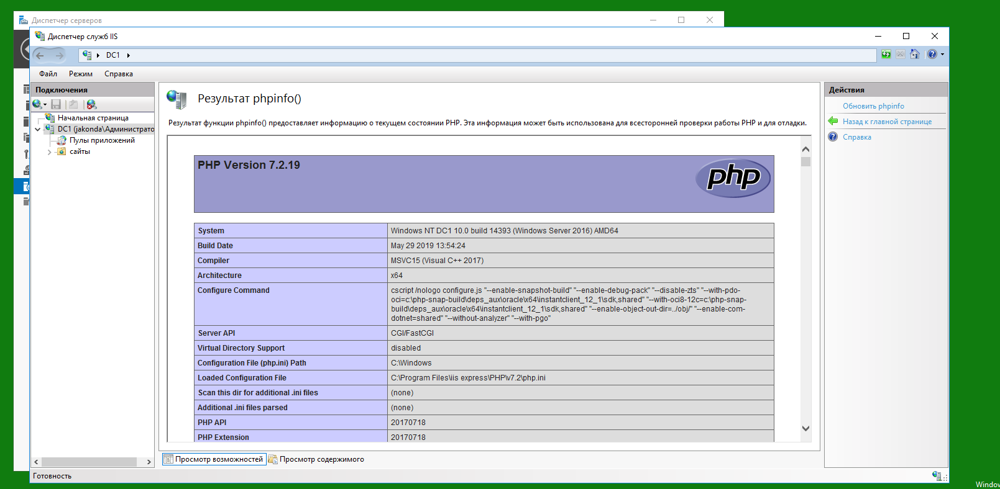 Диспетчер серверов
Диспетчер служб IIS
DC1
Файл Режим Справка
Подключения
Начальная страница
DC1 (jakonda\Администрато
Пулы приложений
сайты
Результат phpinfo()
Результат функции phpinfo() предоставляет информацию о текущем состоянии PHP. Эта информация может быть использована для всесторонней проверки работы PHP и для отладки.
PHP Version 7.2.19
php
System Windows NT DC1 10.0 build 14393 (Windows Server 2016) AMD64
Build Date May 29 2019 13:54:24
Compiler MSVC15 (Visual C++ 2017)
Architecture x64
Configure Command cscript /nologo configure.js "--enable-snapshot-build" "--enable-debug-pack" "--disable-zts" "--with-pdo-
oci=c:\php-snap-build\deps_aux\oracle\x64\instantclient_12_1\sdk,shared" "--with-oci8-12c=c:\php-snap-
build\deps_aux\oracle\x64\instantclient_12_1\sdk,shared" "--enable-object-out-dir=../obj/" "--enable-com-
dotnet=shared" "--without-analyzer" "--with-pgo"
Server API CGI/FastCGI
Virtual Directory Support disabled
Configuration File (php.ini) Path C:\Windows
Loaded Configuration File C:\Program Files\iis express\PHP\v7.2\php.ini
Scan this dir for additional .ini files (none)
Additional .ini files parsed (none)
PHP API 20170718
PHP Extension 20170718
Просмотр возможностей Просмотр содержимого
Действия
Обновить phpinfo
Назад к главной странице
Справка
Готовность
Window